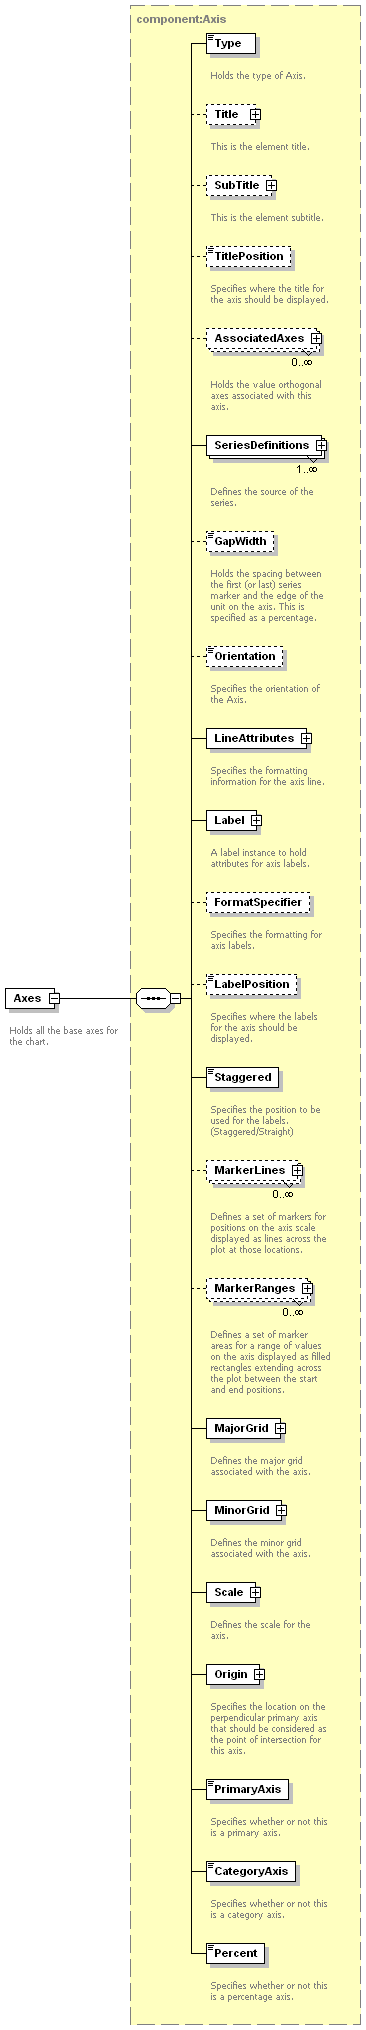 component:Axis
Type
Holds the type of Axis.
Title
This is the element title.
SubTitle
This is the element subtitle.
TitlePosition
Specifies where the title for
the axis should be displayed.
AssociatedAxes
0..∞
Holds the value orthogonal
axes associated with this
axis.
SeriesDefinitions
1..∞
Defines the source of the
series.
GapWidth
Holds the spacing between
the first (or last) series
marker and the edge of the
unit on the axis. This is
specified as a percentage.
Orientation
Specifies the orientation of
the Axis.
LineAttributes
Specifies the formatting
information for the axis line.
Label
A label instance to hold
attributes for axis labels.
FormatSpecifier
Specifies the formatting for
axis labels.
Axes
Holds all the base axes for
the chart.
LabelPosition
Specifies where the labels
for the axis should be
displayed.
Staggered
Specifies the position to be
used for the labels.
(Staggered/Straight)
MarkerLines
0..∞
Defines a set of markers for
positions on the axis scale
displayed as lines across the
plot at those locations.
MarkerRanges
0..∞
Defines a set of marker
areas for a range of values
on the axis displayed as filled
rectangles extending across
the plot between the start
and end positions.
MajorGrid
Defines the major grid
associated with the axis.
MinorGrid
Defines the minor grid
associated with the axis.
Scale
Defines the scale for the
axis.
Origin
Specifies the location on the
perpendicular primary axis
that should be considered as
the point of intersection for
this axis.
PrimaryAxis
Specifies whether or not this
is a primary axis.
CategoryAxis
Specifies whether or not this
is a category axis.
Percent
Specifies whether or not this
is a percentage axis.